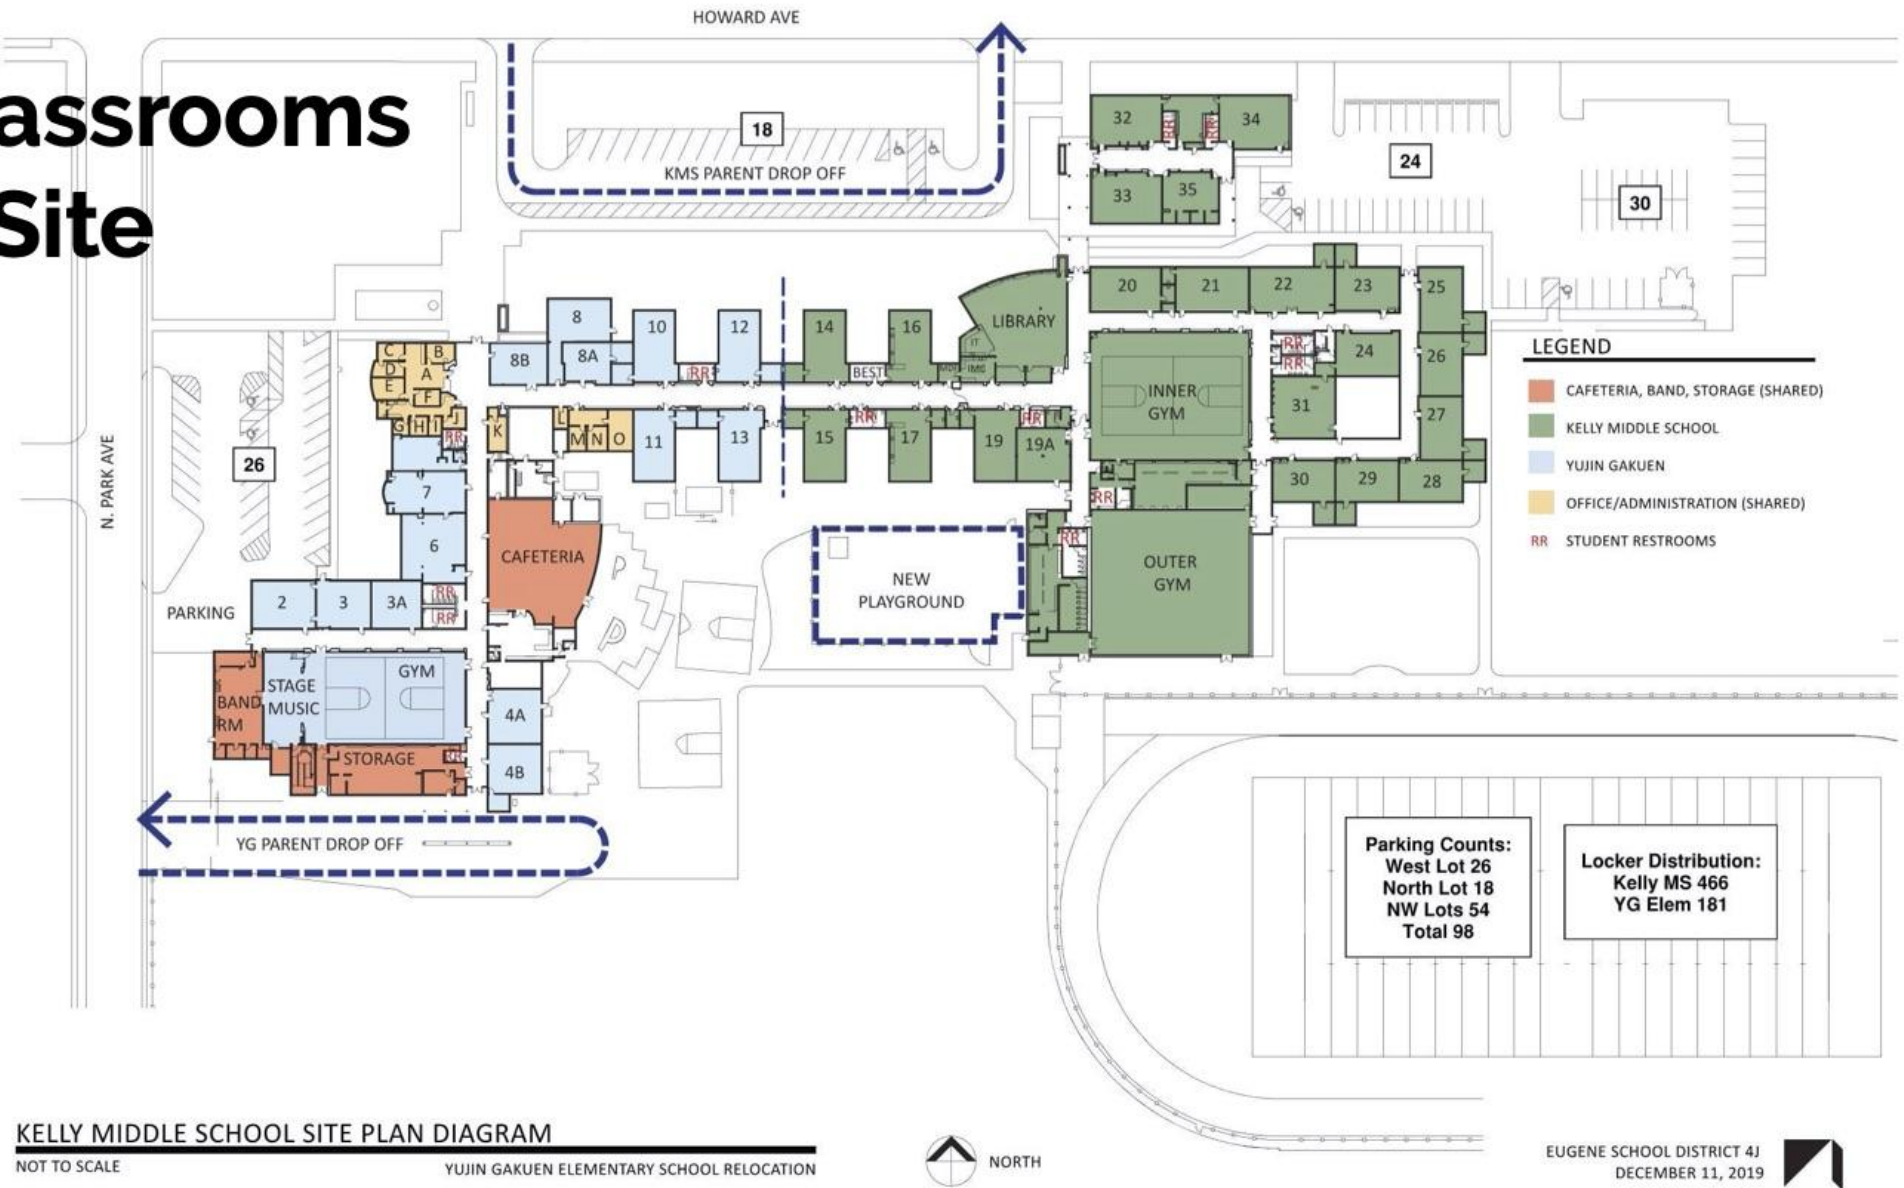 HOWARD AVE
assrooms
Site
18
KMS PARENT DROP OFF
32
RR
RR
34
33
35
24
30
N. PARK AVE
26
PARKING
C
B
D
A
E
F
G
H
I
J
RR
8
8B
8A
10
12
RR
14
BEST
16
LIBRARY
IT
IMC
K
L
M
N
O
11
13
15
RR
17
19
RR
19A
20
21
22
23
25
INNER
GYM
RR
RR
24
26
31
27
30
29
28
RR
7
6
2
3
3A
RR
RR
CAFETERIA
NEW
PLAYGROUND
RR
OUTER
GYM
BAND
RM
STAGE
MUSIC
GYM
STORAGE
RR
4A
4B
YG PARENT DROP OFF
LEGEND
CAFETERIA, BAND, STORAGE (SHARED)
KELLY MIDDLE SCHOOL
YUJIN GAKUEN
OFFICE/ADMINISTRATION (SHARED)
RR STUDENT RESTROOMS
Parking Counts:
West Lot 26
North Lot 18
NW Lots 54
Total 98
Locker Distribution:
Kelly MS 466
YG Elem 181
KELLY MIDDLE SCHOOL SITE PLAN DIAGRAM
NOT TO SCALE
YUJIN GAKUEN ELEMENTARY SCHOOL RELOCATION
NORTH
EUGENE SCHOOL DISTRICT 4J
DECEMBER 11, 2019